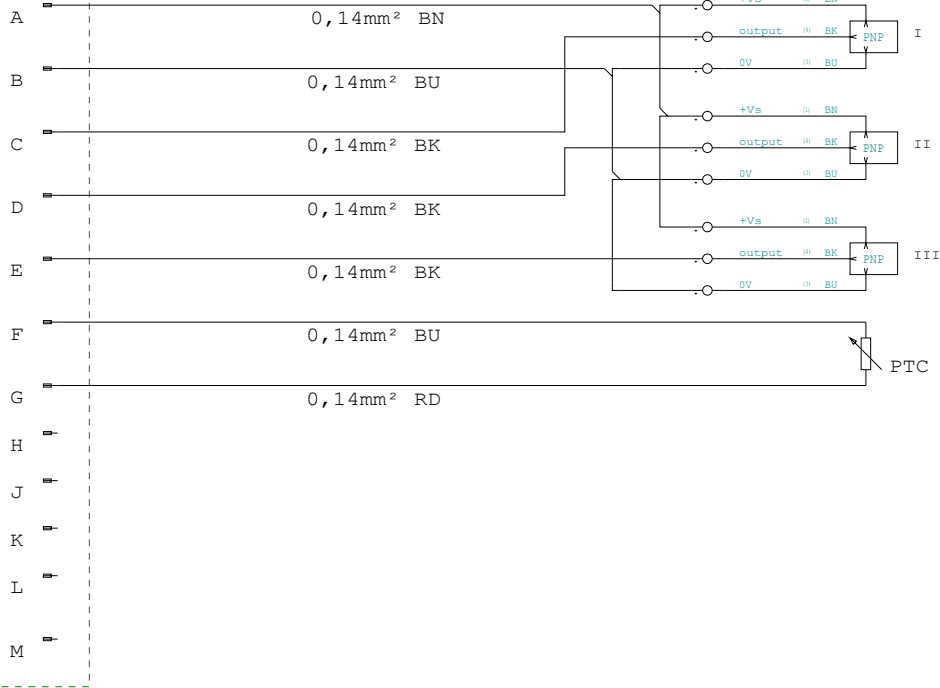 +Vs (1) BN
A 0,14mm² BN
output (4) BK PNP I
0V (3) BU
B 0,14mm² BU
+Vs (1) BN
C 0,14mm² BK
output (4) BK PNP II
0V (3) BU
D 0,14mm² BK
+Vs (1) BN
output (4) BK PNP III
E 0,14mm² BK
0V (3) BU
F 0,14mm² BU
PTC
G 0,14mm² RD
H
J
K
L
M